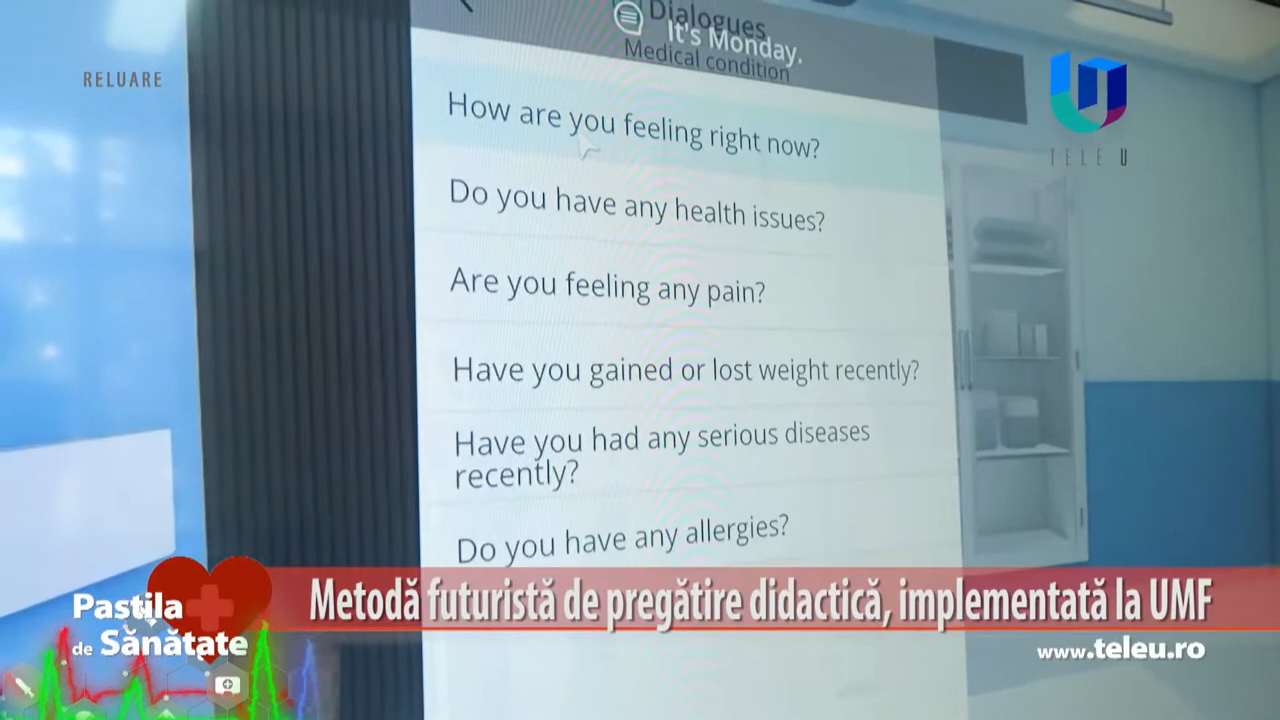 RELUARE
Dialogues
It's Monday.
Medical condition
TELE U
How are you feeling right now?
Do you have any health issues?
Are you feeling any pain?
Have you gained or lost weight recently?
Have you had any serious diseases
recently?
Do you have any allergies?
Pastila
de Sănătate
Metodă futuristă de pregătire didactică, implementată la UMF
www.teleu.ro